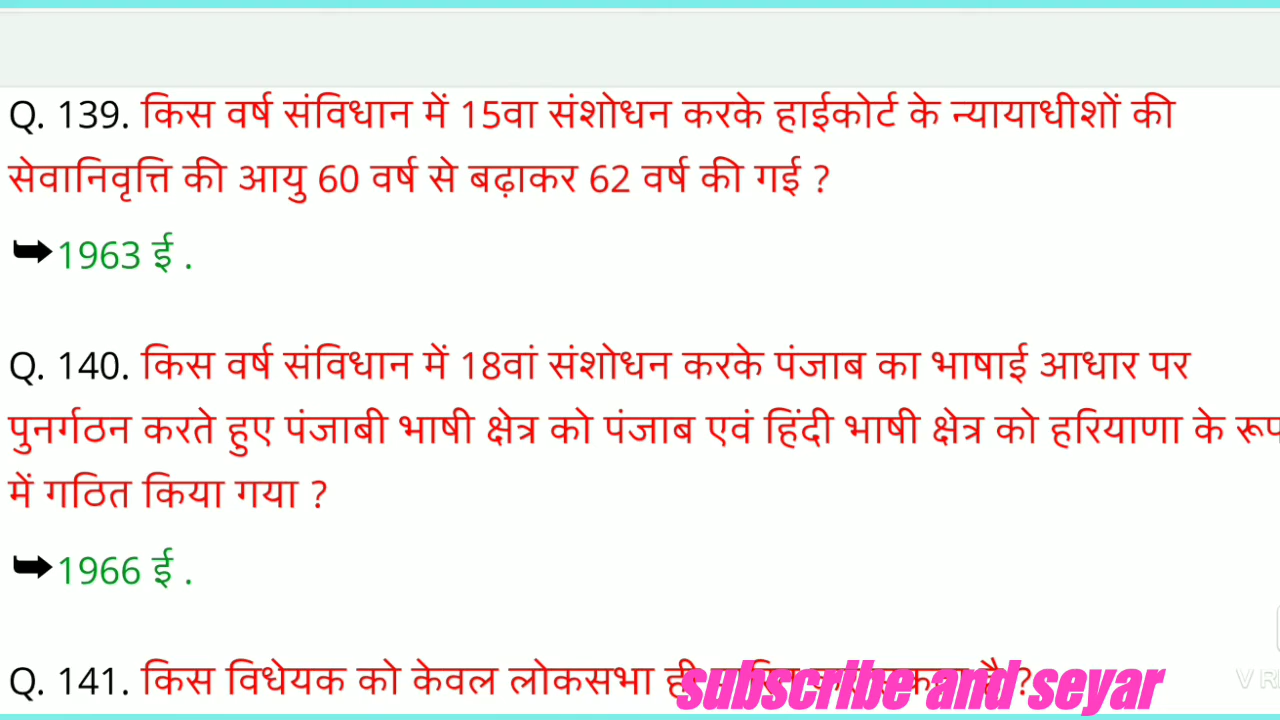 Q. 139. किस वर्ष संविधान में 15वा संशोधन करके हाईकोर्ट के न्यायाधीशों की
सेवानिवृत्ति की आयु 60 वर्ष से बढ़ाकर 62 वर्ष की गई ?
➥1963 ई .
Q. 140. किस वर्ष संविधान में 18वां संशोधन करके पंजाब का भाषाई आधार पर
पुनर्गठन करते हुए पंजाबी भाषी क्षेत्र को पंजाब एवं हिंदी भाषी क्षेत्र को हरियाणा के रूप
में गठित किया गया ?
➥1966 ई .
Q. 141. किस विधेयक को केवल लोकसभा ही है ?
subscribe and seyar